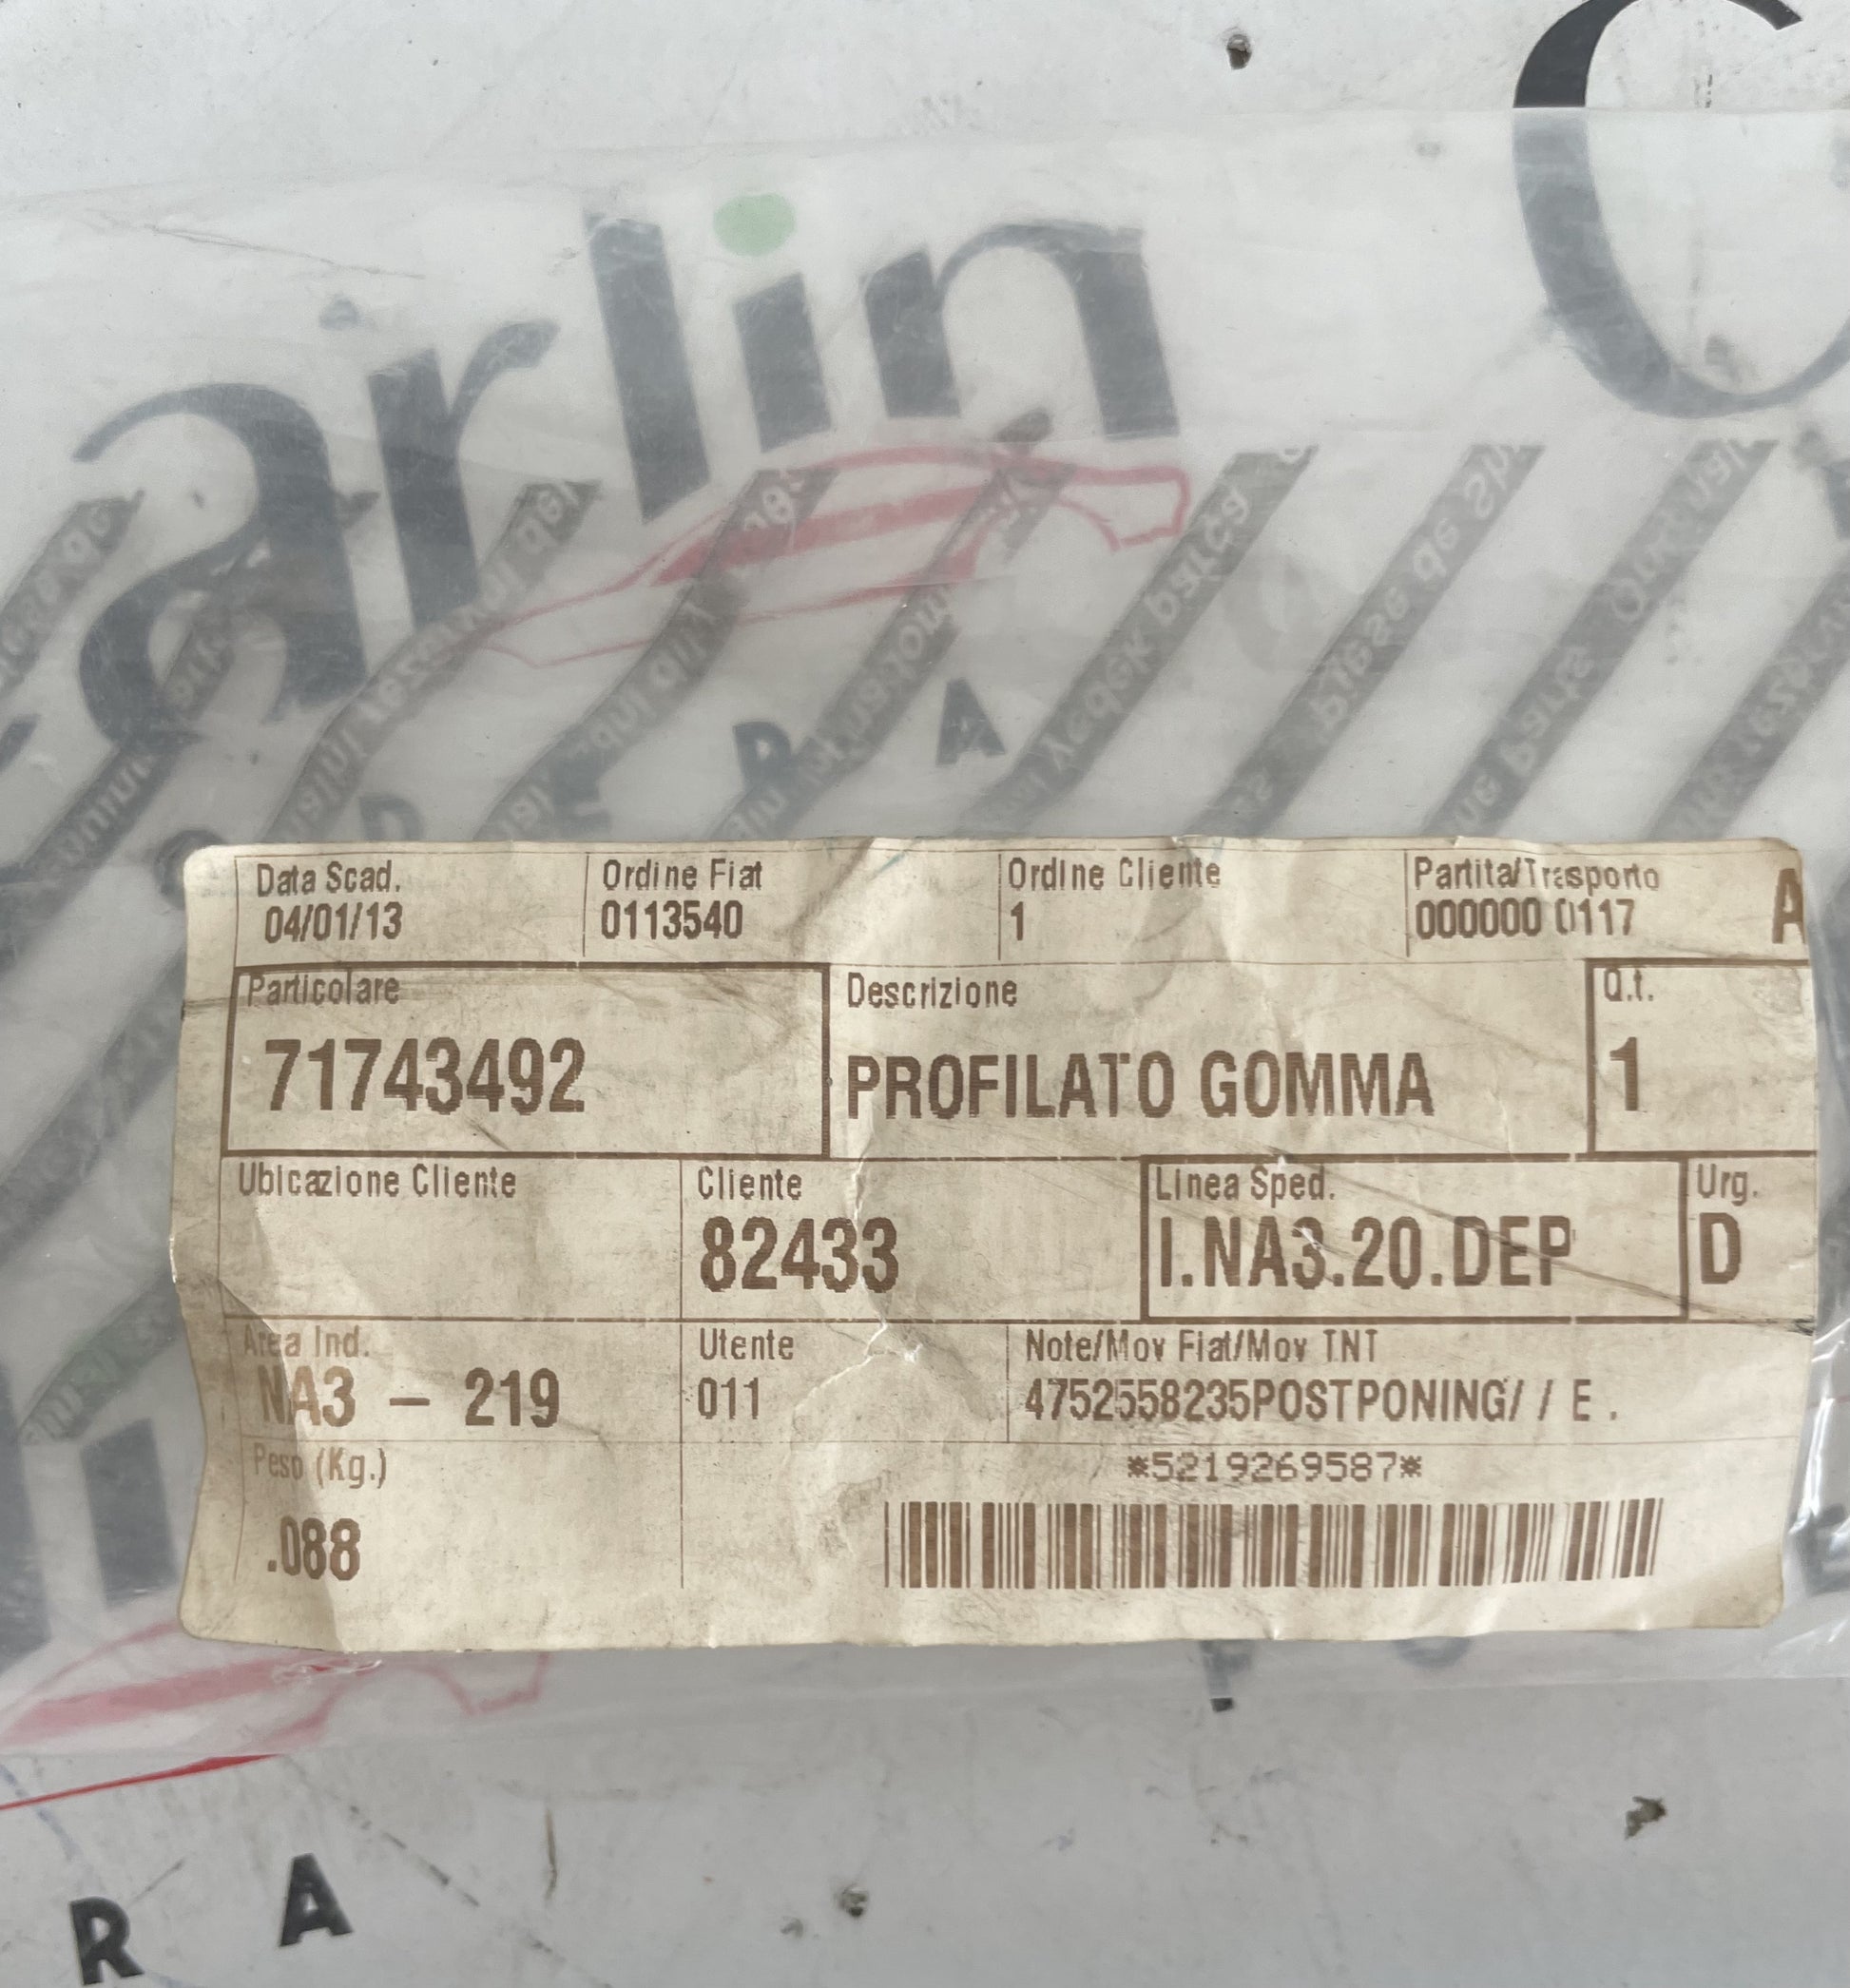 arlin
C
E R A
Data Scad. Ordine Fiat Ordine Cliente Partita/Trasporto A
04/01/13 0113540 1 000000 0117
Particolare Descrizione Q.t.
71743492 PROFILATO GOMMA 1
Ubicazione Cliente Cliente Linea Sped. Urg.
82433 I.NA3.20.DEP D
Area Ind. Utente Note/Mov Fiat/Mov TNT
NA3 - 219 011 4752558235POSTPONING/ / E .
Peso (Kg.) *5219269587*
.088
R A